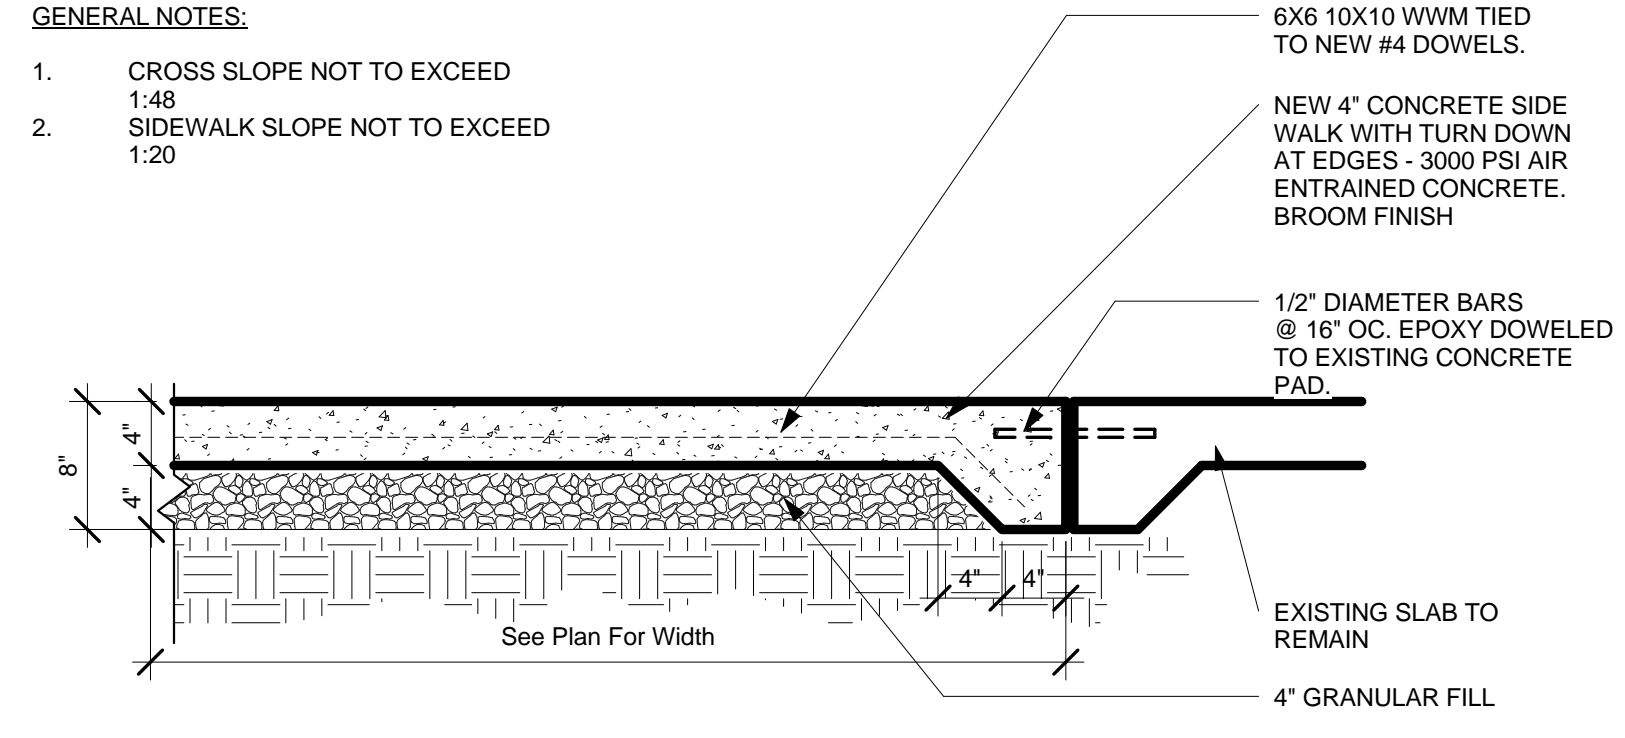 GENERAL NOTES:
1. CROSS SLOPE NOT TO EXCEED
1:48
2. SIDEWALK SLOPE NOT TO EXCEED
1:20
6X6 10X10 WWM TIED
TO NEW #4 DOWELS.
NEW 4" CONCRETE SIDE
WALK WITH TURN DOWN
AT EDGES - 3000 PSI AIR
ENTRAINED CONCRETE.
BROOM FINISH
1/2" DIAMETER BARS
@ 16" OC. EPOXY DOWELED
TO EXISTING CONCRETE
PAD.
8"
4"
4"
4"
4"
See Plan For Width
EXISTING SLAB TO
REMAIN
4" GRANULAR FILL